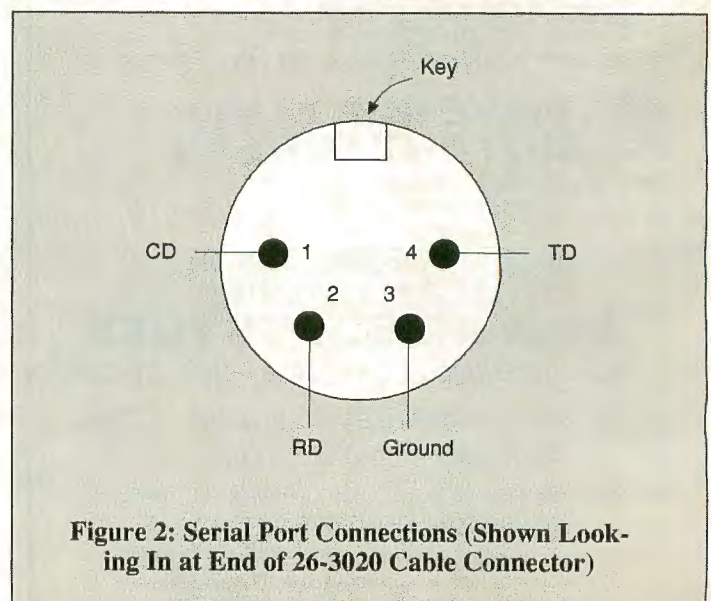 Key
CD 1 4 TD
2 3
RD Ground
Figure 2: Serial Port Connections (Shown Look-
ing In at End of 26-3020 Cable Connector)